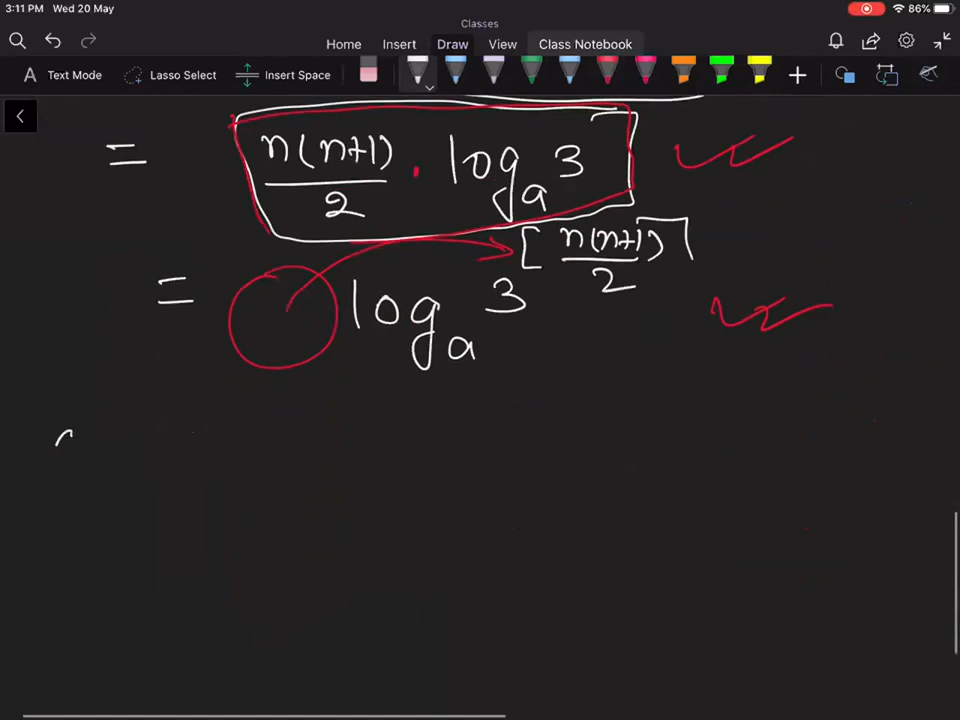 3:11 PM Wed 20 May
86%
Classes
Home Insert Draw View Class Notebook
A Text Mode Lasso Select Insert Space
= n(n+1)/2 · log_a 3
= log_a 3^[n(n+1)/2]